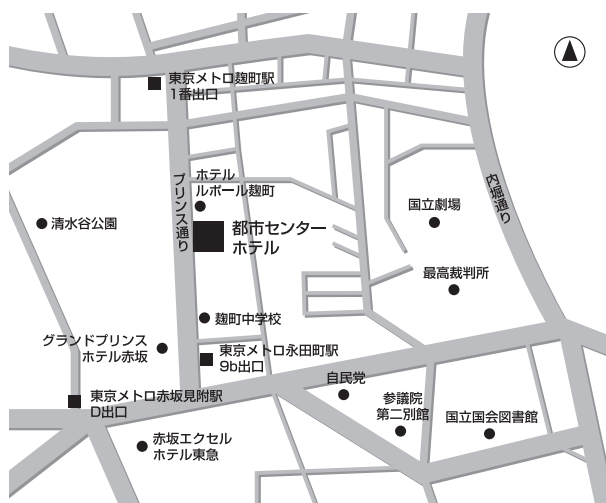 東京メトロ麹町駅
1番出口
プリンス通り
ホテル
ルポール麹町
内堀通り
国立劇場
清水谷公園
都市センター
ホテル
最高裁判所
麹町中学校
グランドプリンス
ホテル赤坂
東京メトロ永田町駅
9b出口
自民党
東京メトロ赤坂見附駅
D出口
参議院
第二別館
国立国会図書館
赤坂エクセル
ホテル東急